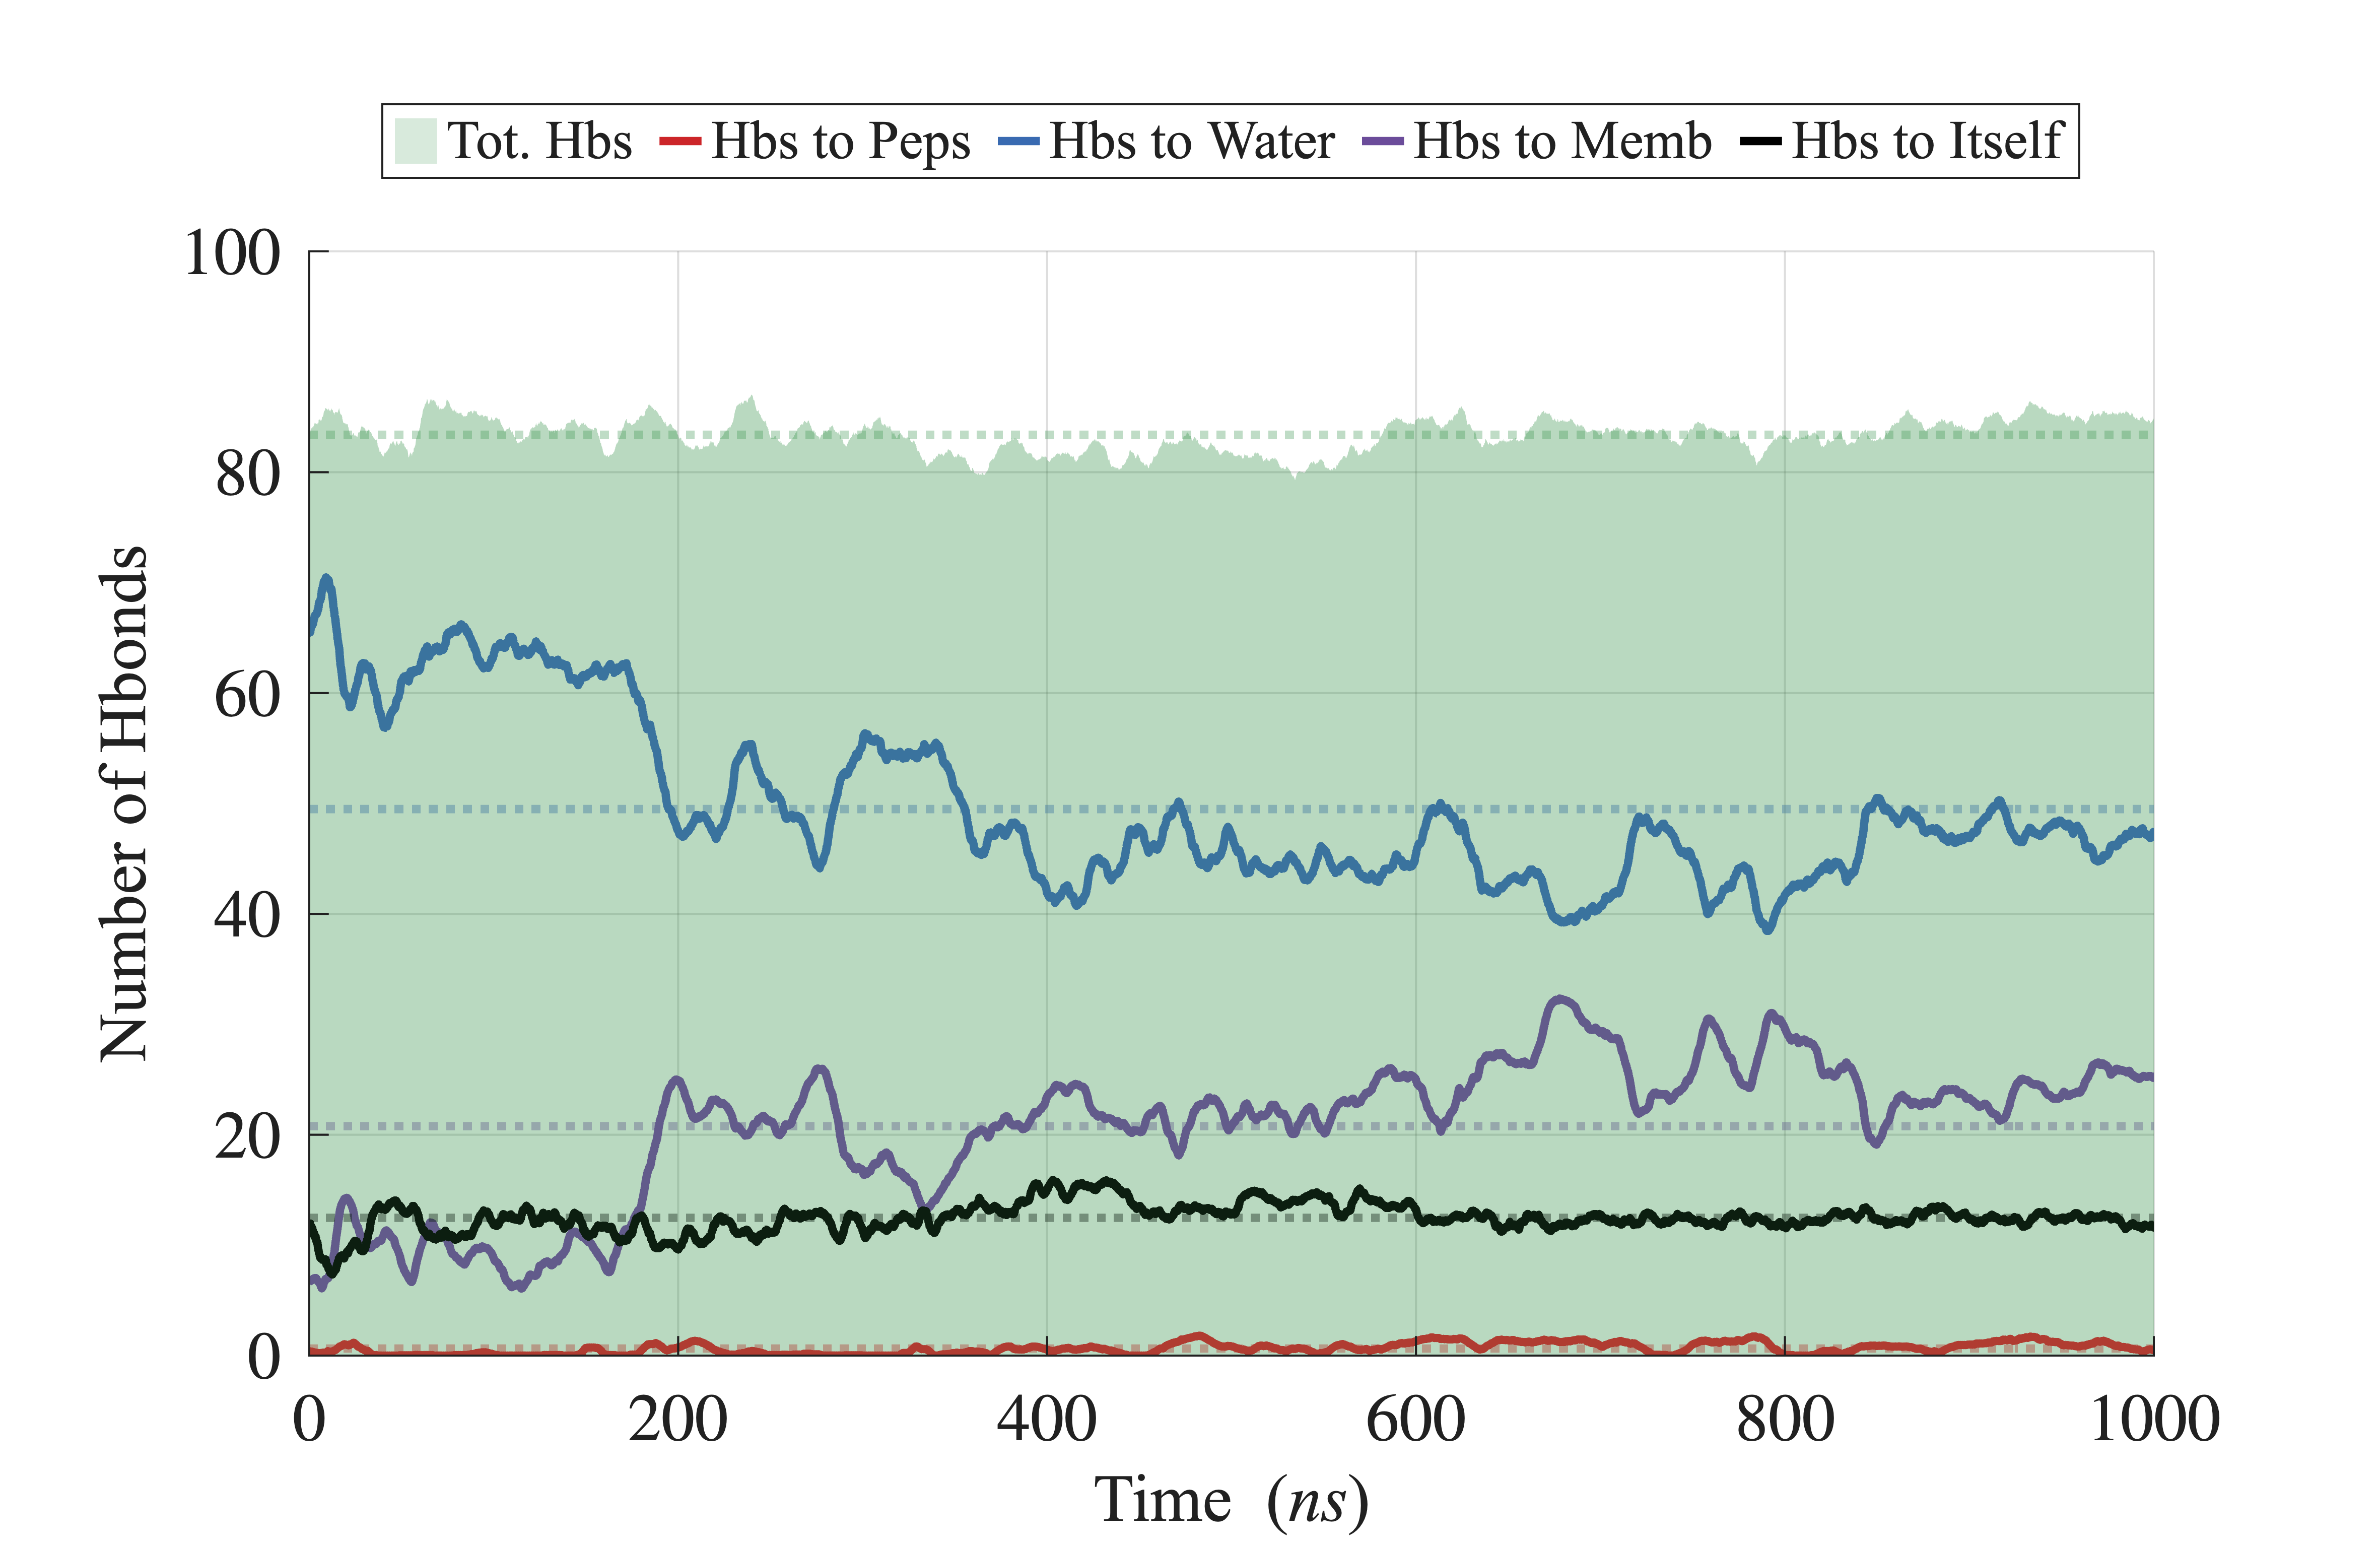 Tot. Hbs Hbs to Peps Hbs to Water Hbs to Memb Hbs to Itself
100
80
60
40
20
0
Number of Hbonds
0 200 400 600 800 1000
Time (ns)